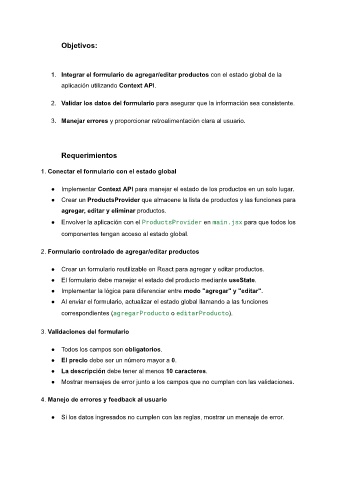 Objetivos:
1. Integrar el formulario de agregar/editar productos con el estado global de la
aplicación utilizando Context API.
2. Validar los datos del formulario para asegurar que la información sea consistente.
3. Manejar errores y proporcionar retroalimentación clara al usuario.
Requerimientos
1. Conectar el formulario con el estado global
● Implementar Context API para manejar el estado de los productos en un solo lugar.
● Crear un ProductsProvider que almacene la lista de productos y las funciones para
agregar, editar y eliminar productos.
● Envolver la aplicación con el ProductsProvider en main.jsx para que todos los
componentes tengan acceso al estado global.
2. Formulario controlado de agregar/editar productos
● Crear un formulario reutilizable en React para agregar y editar productos.
● El formulario debe manejar el estado del producto mediante useState.
● Implementar la lógica para diferenciar entre modo "agregar" y "editar".
● Al enviar el formulario, actualizar el estado global llamando a las funciones
correspondientes (agregarProducto o editarProducto).
3. Validaciones del formulario
● Todos los campos son obligatorios.
● El precio debe ser un número mayor a 0.
● La descripción debe tener al menos 10 caracteres.
● Mostrar mensajes de error junto a los campos que no cumplan con las validaciones.
4. Manejo de errores y feedback al usuario
● Si los datos ingresados no cumplen con las reglas, mostrar un mensaje de error.